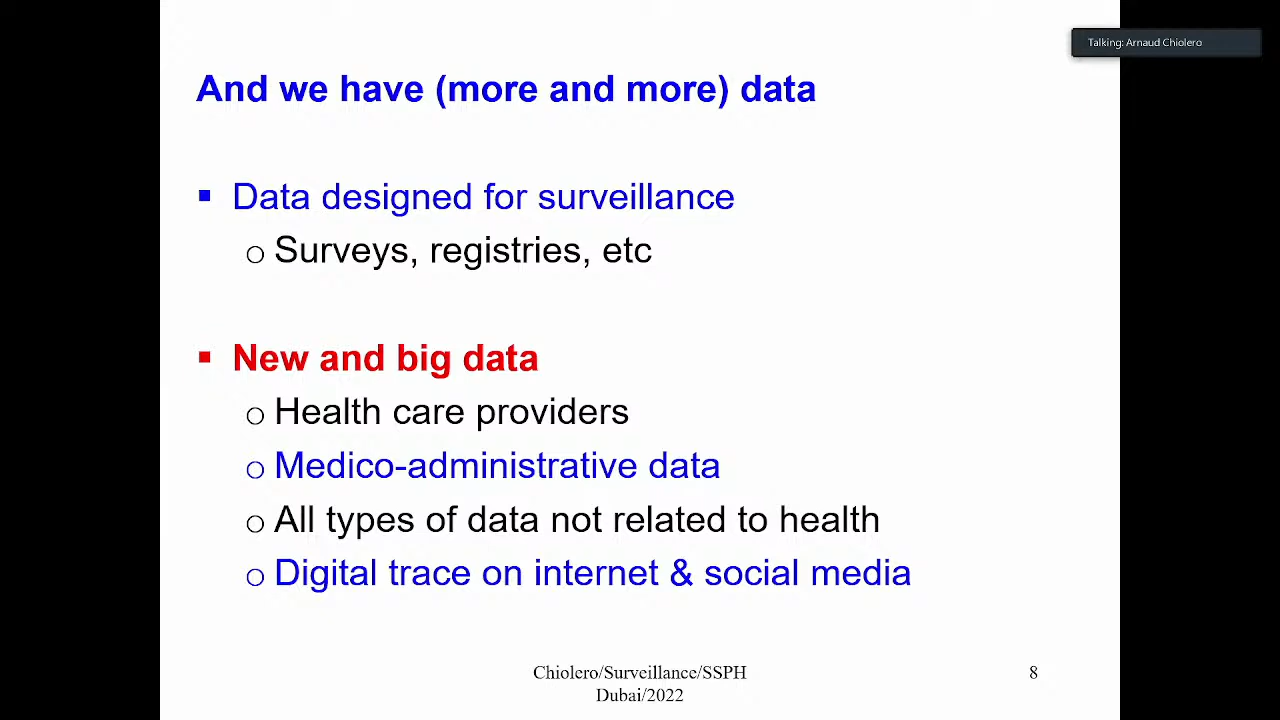 Talking: Arnaud Chiolero
And we have (more and more) data
▪ Data designed for surveillance
o Surveys, registries, etc
▪ New and big data
o Health care providers
o Medico-administrative data
o All types of data not related to health
o Digital trace on internet & social media
Chiolero/Surveillance/SSPH
Dubai/2022
8